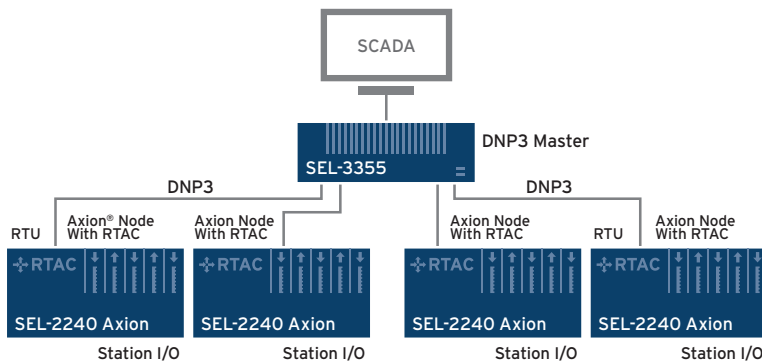 SCADA
DNP3 Master
SEL-3355
DNP3
DNP3
RTU
Axion® Node
With RTAC
Axion Node
With RTAC
Axion Node
With RTAC
RTU
Axion Node
With RTAC
RTAC
RTAC
RTAC
RTAC
SEL-2240 Axion
SEL-2240 Axion
SEL-2240 Axion
SEL-2240 Axion
Station I/O
Station I/O
Station I/O
Station I/O